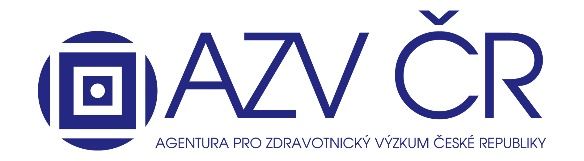 AZV ČR
AGENTURA PRO ZDRAVOTNICKÝ VÝZKUM ČESKÉ REPUBLIKY